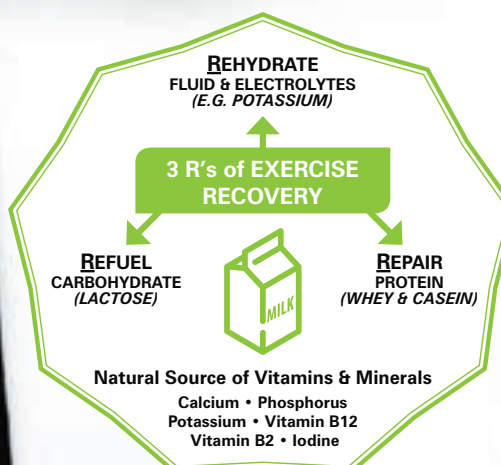 REHYDRATE
FLUID & ELECTROLYTES
(E.G. POTASSIUM)
3 R's of EXERCISE
RECOVERY
REFUEL
CARBOHYDRATE
(LACTOSE)
REPAIR
PROTEIN
(WHEY & CASEIN)
MILK
Natural Source of Vitamins & Minerals
Calcium • Phosphorus
Potassium • Vitamin B12
Vitamin B2 • Iodine